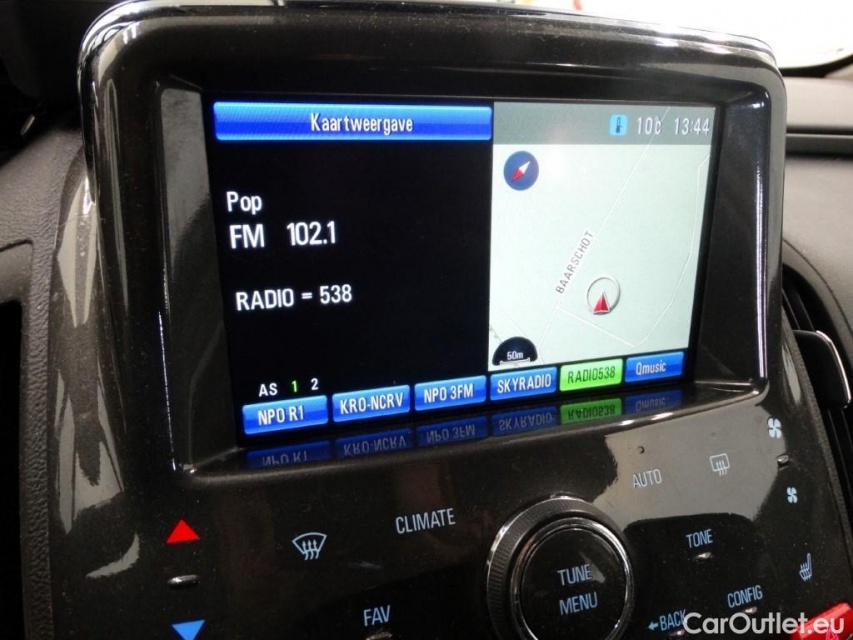 Kaartweergave
10c 13:44
Pop
FM 102.1
BAARSCHOT
RADIO = 538
50m
AS 1 2
NPO R1 KRO-NCRV NPO 3FM SKYRADIO RADIO538 Qmusic
AUTO
CLIMATE
TONE
TUNE
MENU
FAV
BACK
CONFIG
CarOutlet.eu